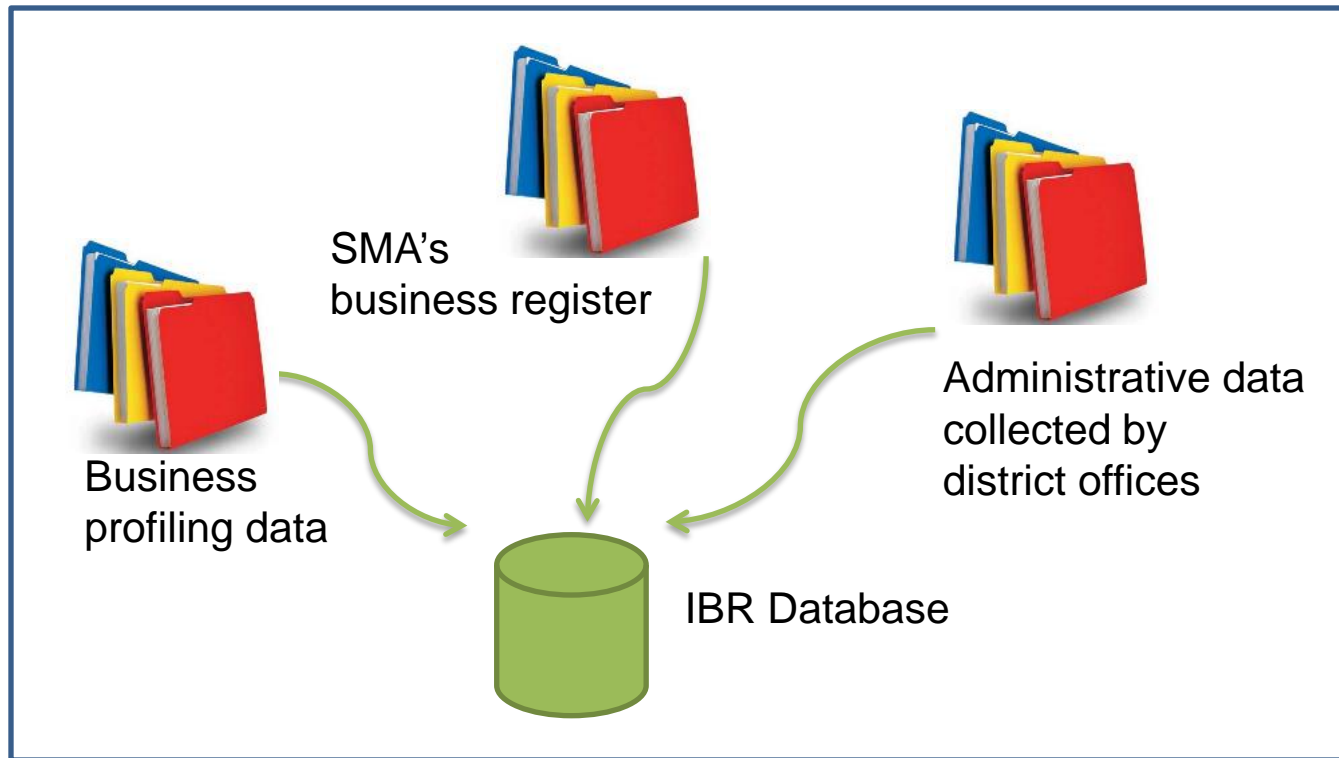 SMA’s
business register
Administrative data
collected by
district offices
Business
profiling data
IBR Database